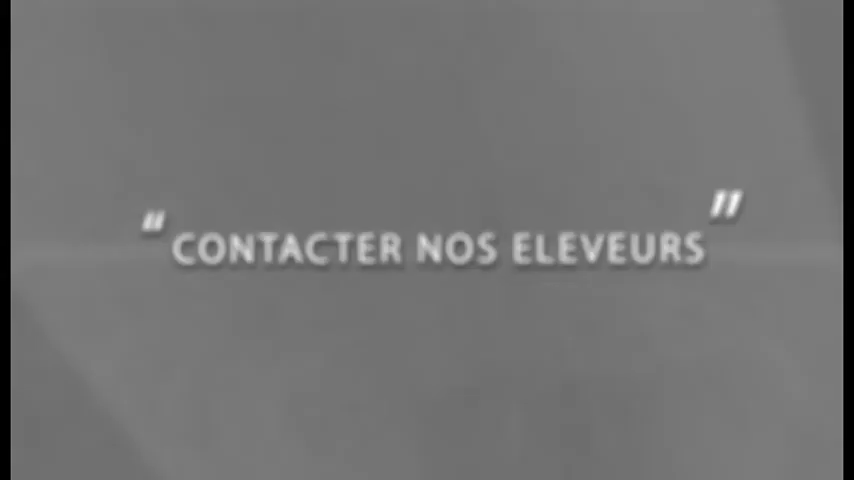 “ CONTACTER NOS ELEVEURS ”